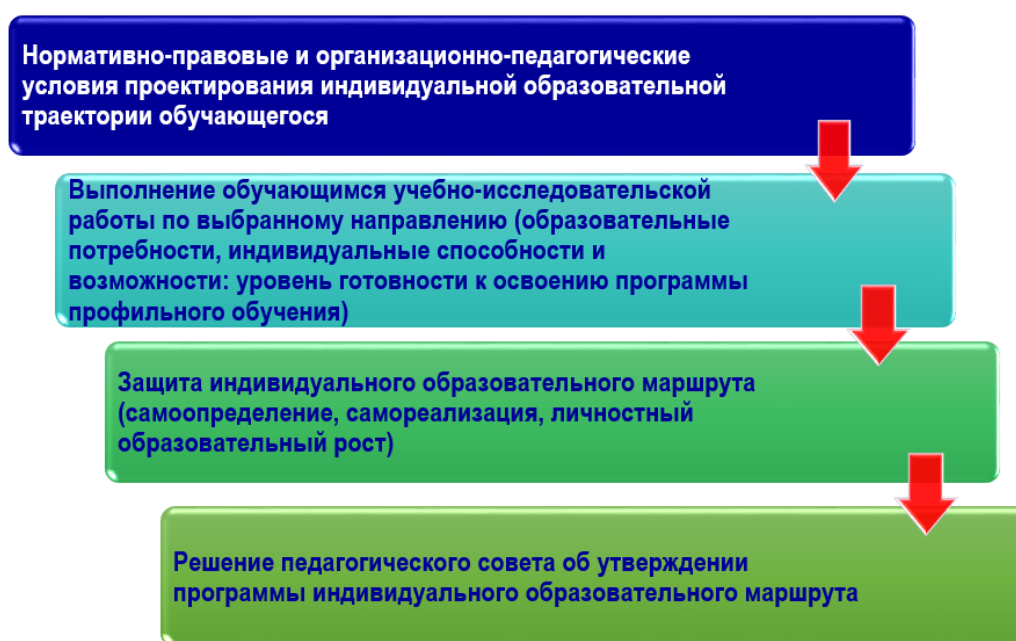 Нормативно-правовые и организационно-педагогические
условия проектирования индивидуальной образовательной
траектории обучающегося
Выполнение обучающимся учебно-исследовательской
работы по выбранному направлению (образовательные
потребности, индивидуальные способности и
возможности: уровень готовности к освоению программы
профильного обучения)
Защита индивидуального образовательного маршрута
(самоопределение, самореализация, личностный
образовательный рост)
Решение педагогического совета об утверждении
программы индивидуального образовательного маршрута